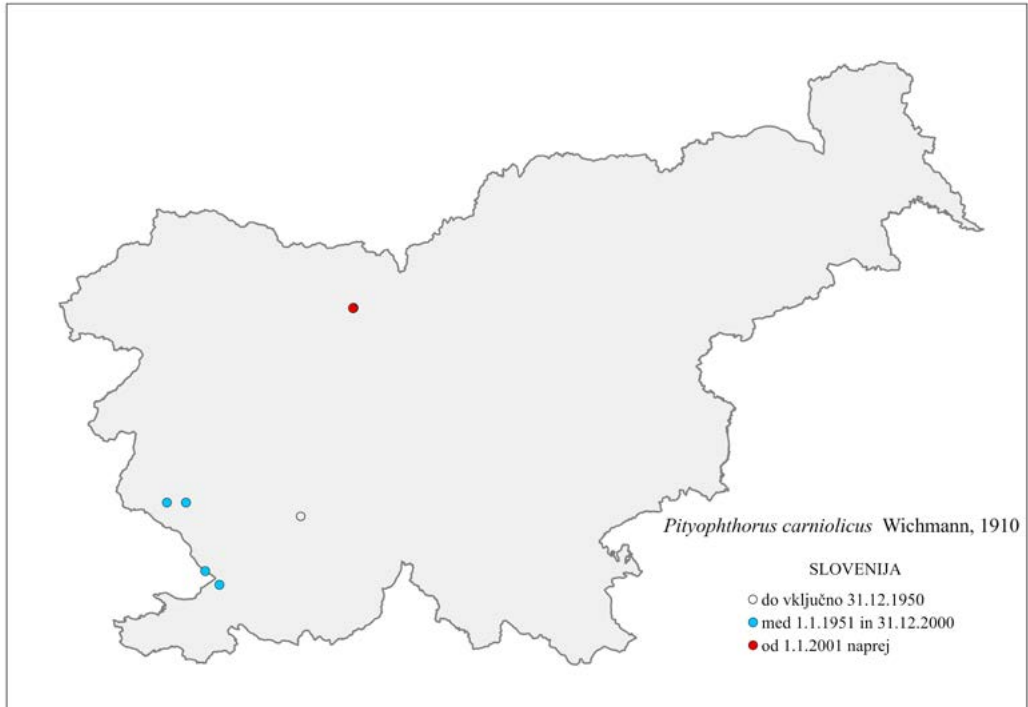 Pityophthorus carniolicus Wichmann, 1910
SLOVENIJA
do vključno 31.12.1950
med 1.1.1951 in 31.12.2000
od 1.1.2001 naprej